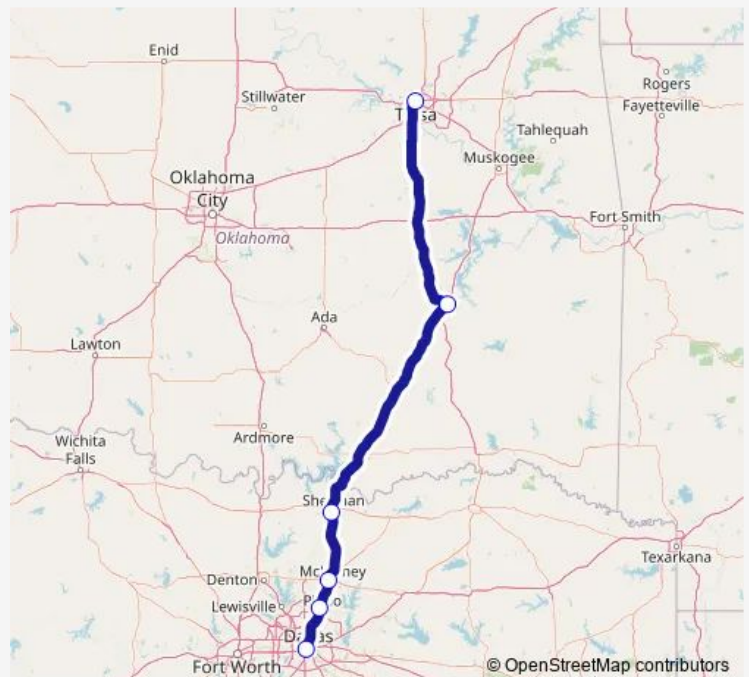 Enid
Rogers
Stillwater
Fayetteville
Tahlequah
Muskogee
Oklahoma
City
Fort Smith
Oklahoma
Ada
Lawton
Ardmore
Wichita
Falls
Texarkana
Denton
Lewisville
Fort Worth
© OpenStreetMap contributors